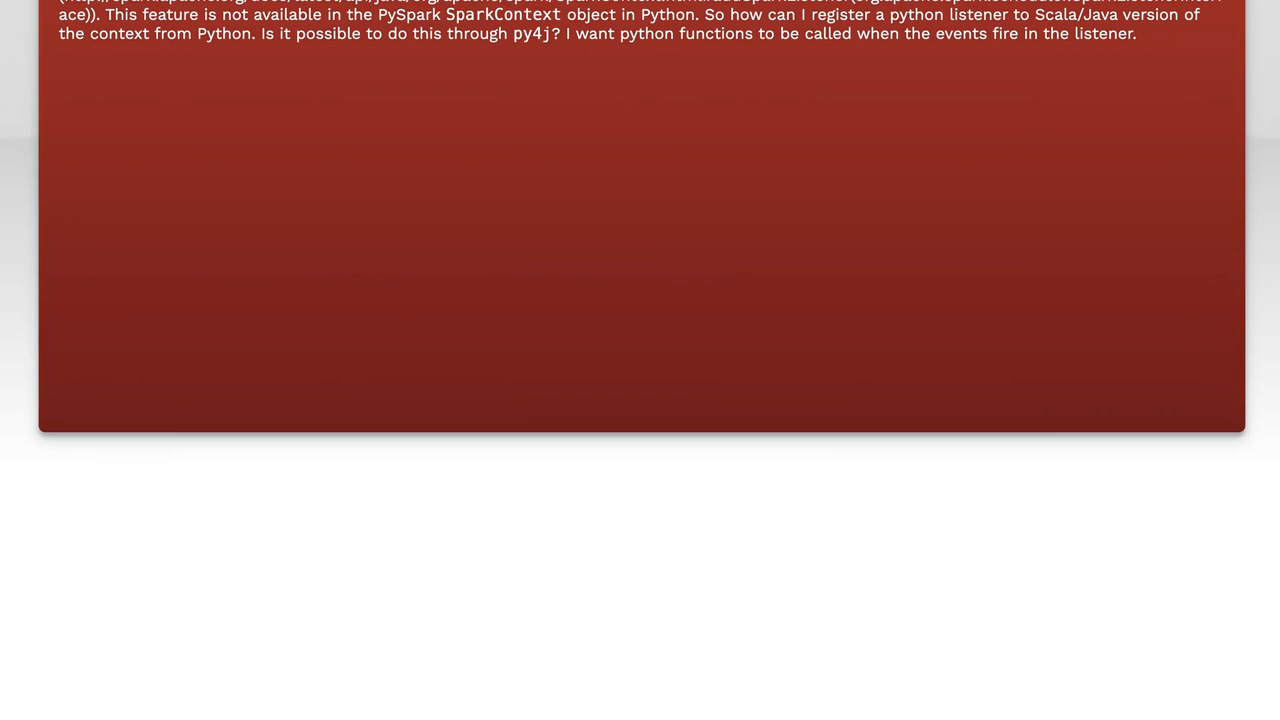 ace)). This feature is not available in the PySpark SparkContext object in Python. So how can I register a python listener to Scala/Java version of
the context from Python. Is it possible to do this through py4j? I want python functions to be called when the events fire in the listener.